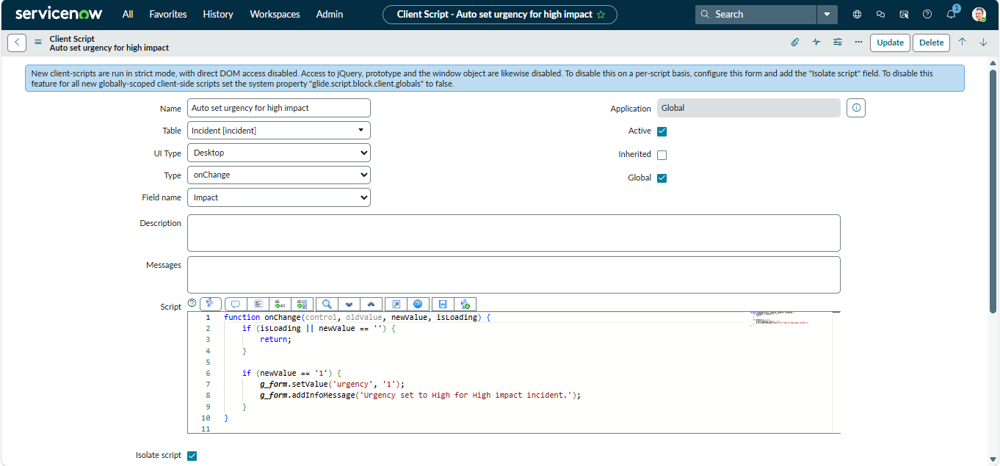 servicenow All Favorites History Workspaces Admin Client Script - Auto set urgency for high impact Search 1
Client Script
Auto set urgency for high impact
Update Delete
New client-scripts are run in strict mode, with direct DOM access disabled. Access to jQuery, prototype and the window object are likewise disabled. To disable this on a per-script basis, configure this form and add the "Isolate script" field. To disable this
feature for all new globally-scoped client-side scripts set the system property "glide.script.block.client.globals" to false.
Name Auto set urgency for high impact Application Global
Table Incident [incident] Active
UI Type Desktop Inherited
Type onChange Global
Field name Impact
Description
Messages
Script
1 function onChange(control, oldValue, newValue, isLoading) {
2 if (isLoading || newValue == '') {
3 return;
4 }
5
6 if (newValue == '1') {
7 g_form.setValue('urgency', '1');
8 g_form.addInfoMessage('Urgency set to High for High impact incident.');
9 }
10 }
11
Isolate script